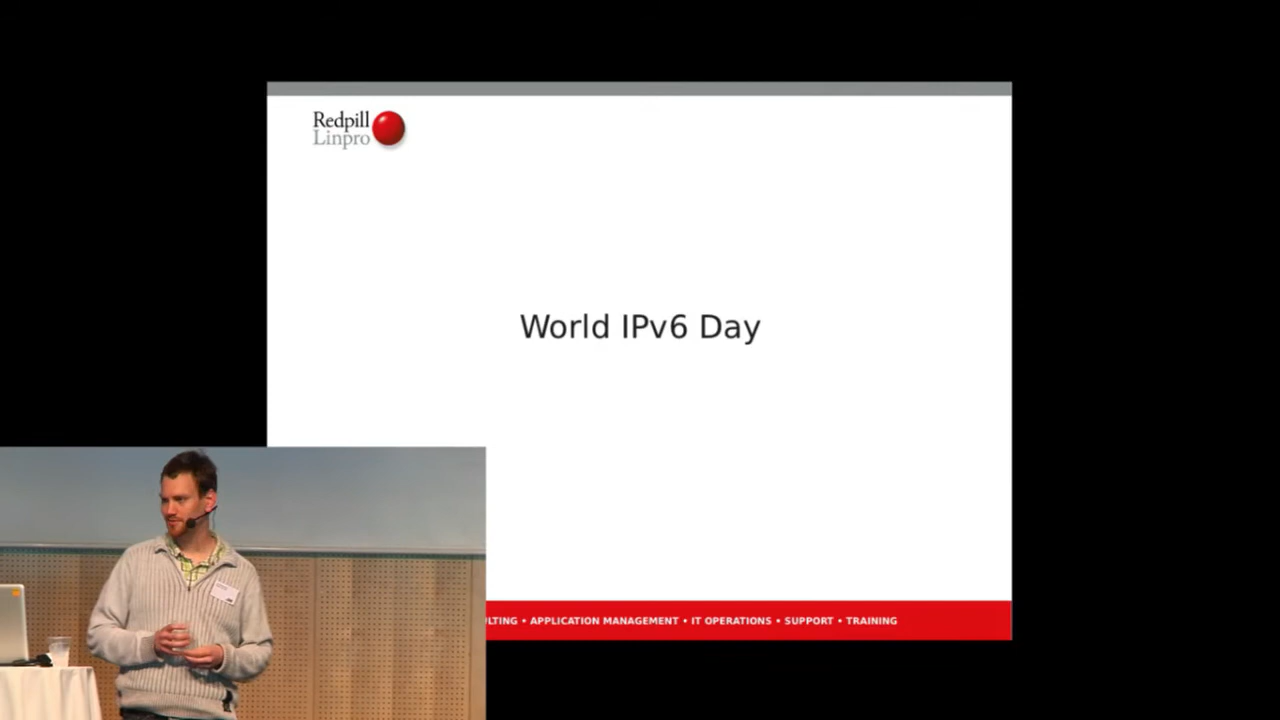 Redpill
Linpro
World IPv6 Day
LTING • APPLICATION MANAGEMENT • IT OPERATIONS • SUPPORT • TRAINING